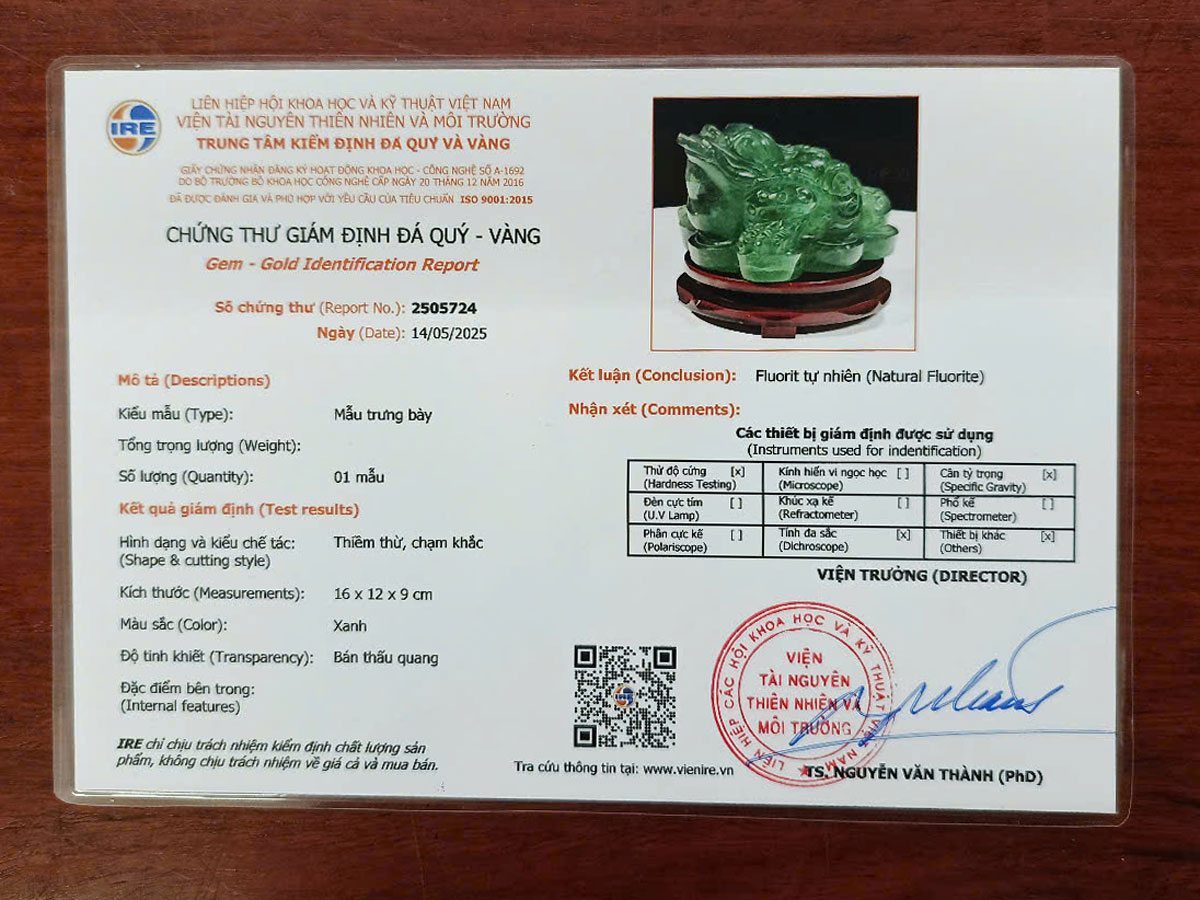 IRE
LIÊN HIỆP HỘI KHOA HỌC VÀ KỸ THUẬT VIỆT NAM
VIỆN TÀI NGUYÊN THIÊN NHIÊN VÀ MÔI TRƯỜNG
TRUNG TÂM KIỂM ĐỊNH ĐÁ QUÝ VÀ VÀNG
GIẤY CHỨNG NHẬN ĐĂNG KÝ HOẠT ĐỘNG KHOA HỌC - CÔNG NGHỆ SỐ A-1692
DO BỘ TRƯỞNG BỘ KHOA HỌC CÔNG NGHỆ CẤP NGÀY 20 THÁNG 12 NĂM 2016
ĐÃ ĐƯỢC ĐÁNH GIA VÀ PHÙ HỢP VỚI YÊU CẦU CỦA TIÊU CHUẨN ISO 9001:2015
CHỨNG THƯ GIÁM ĐỊNH ĐÁ QUÝ - VÀNG
Gem - Gold Identification Report
Số chứng thư (Report No.): 2505724
Ngày (Date): 14/05/2025
Mô tả (Descriptions)
Kiểu mẫu (Type): Mẫu trưng bày
Tổng trọng lượng (Weight):
Số lượng (Quantity): 01 mẫu
Kết quả giám định (Test results)
Hình dạng và kiểu chế tác: Thiềm thừ, chạm khắc
(Shape & cutting style)
Kích thước (Measurements): 16 x 12 x 9 cm
Màu sắc (Color): Xanh
Độ tinh khiết (Transparency): Bán thấu quang
Đặc điểm bên trong:
(Internal features)
IRE chỉ chịu trách nhiệm kiểm định chất lượng sản
phẩm, không chịu trách nhiệm về giá cả và mua bán.
Kết luận (Conclusion): Fluorit tự nhiên (Natural Fluorite)
Nhận xét (Comments):
Các thiết bị giám định được sử dụng
(Instruments used for indentification)
Thử độ cứng [x] Kính hiển vi ngọc học [ ] Cân tỷ trọng [x]
(Hardness Testing) (Microscope) (Specific Gravity)
Đèn cực tím [ ] Khúc xạ kế [ ] Phổ kế [ ]
(U.V Lamp) (Refractometer) (Spectrometer)
Phân cực kế [ ] Tính đa sắc [x] Thiết bị khác [x]
(Polariscope) (Dichroscope) (Others)
VIỆN TRƯỞNG (DIRECTOR)
LIÊN HIỆP CÁC HỘI KHOA HỌC VÀ KỸ THUẬT VIỆT NAM
VIỆN
TÀI NGUYÊN
THIÊN NHIÊN VÀ
MÔI TRƯỜNG
TS. NGUYỄN VĂN THÀNH (PhD)
Tra cứu thông tin tại: www.vienire.vn